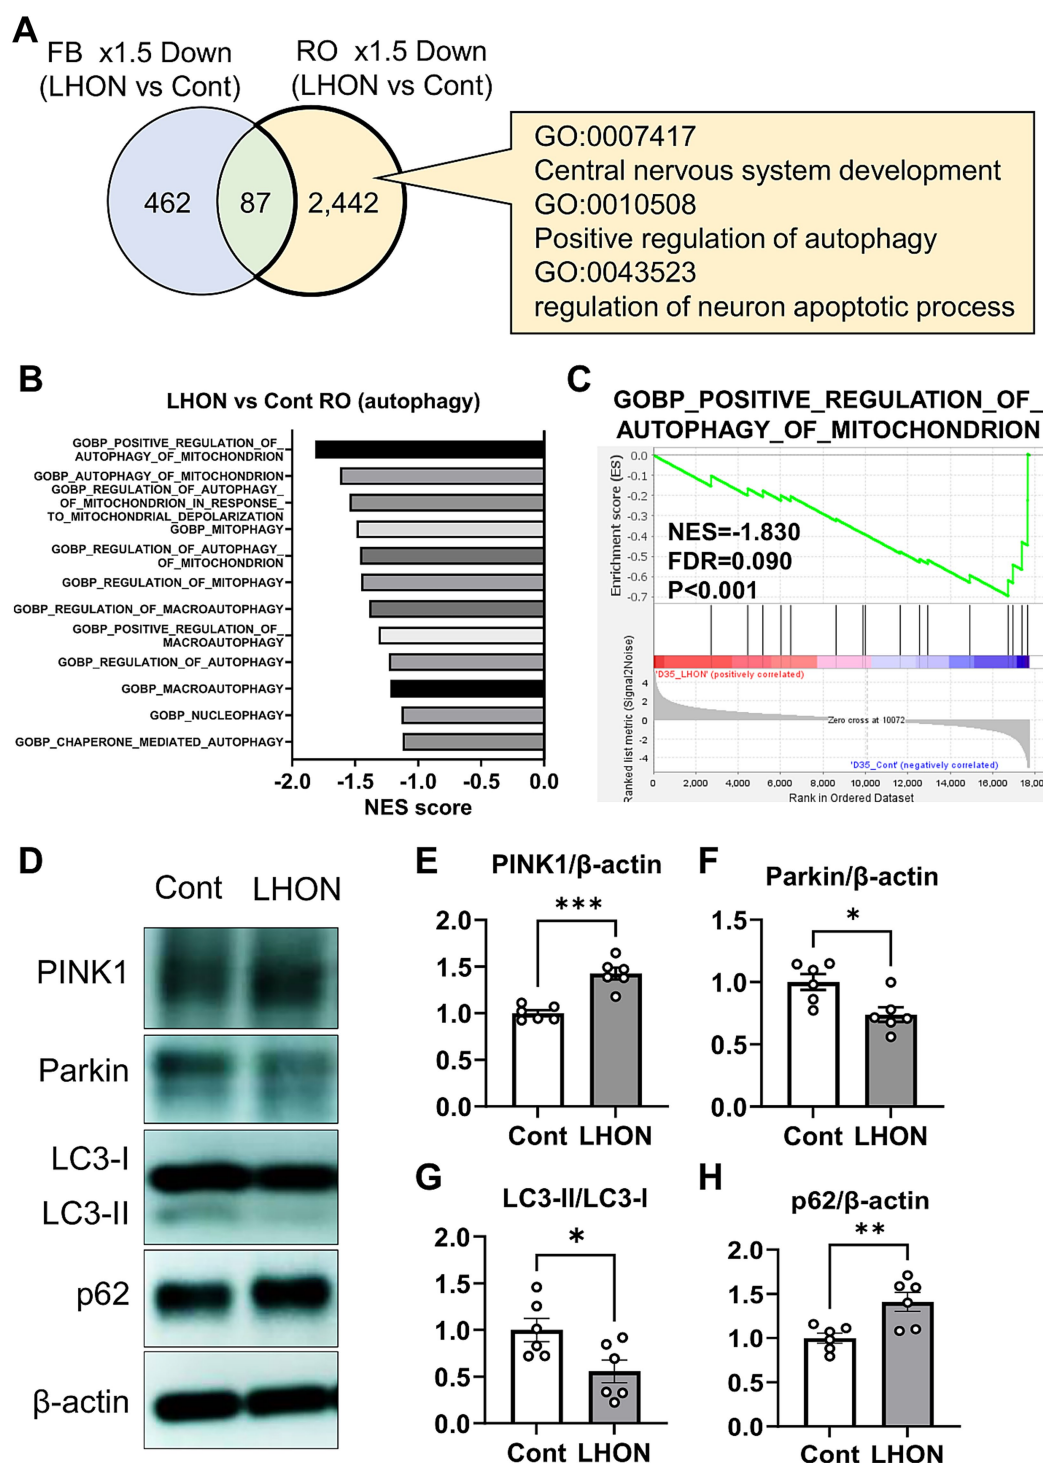 A
FB x1.5 Down
(LHON vs Cont)
RO x1.5 Down
(LHON vs Cont)
462
87
2,442
GO:0007417
Central nervous system development
GO:0010508
Positive regulation of autophagy
GO:0043523
regulation of neuron apoptotic process
B
LHON vs Cont RO (autophagy)
GOBP_POSITIVE_REGULATION_OF_
AUTOPHAGY_OF_MITOCHONDRION
GOBP_AUTOPHAGY_OF_MITOCHONDRION
GOBP_REGULATION_OF_AUTOPHAGY_
OF_MITOCHONDRION_IN_RESPONSE_
TO_MITOCHONDRIAL_DEPOLARIZATION
GOBP_MITOPHAGY
GOBP_REGULATION_OF_AUTOPHAGY_
OF_MITOCHONDRION
GOBP_REGULATION_OF_MITOPHAGY
GOBP_REGULATION_OF_MACROAUTOPHAGY
GOBP_POSITIVE_REGULATION_OF_
MACROAUTOPHAGY
GOBP_REGULATION_OF_AUTOPHAGY
GOBP_MACROAUTOPHAGY
GOBP_NUCLEOPHAGY
GOBP_CHAPERONE_MEDIATED_AUTOPHAGY
-2.0 -1.5 -1.0 -0.5 0.0
NES score
C
GOBP_POSITIVE_REGULATION_OF_
AUTOPHAGY_OF_MITOCHONDRION
Enrichment score (ES)
0.0
-0.1
-0.2
-0.3
-0.4
-0.5
-0.6
-0.7
NES=-1.830
FDR=0.090
P<0.001
Ranked list metric (Signal2Noise)
'D35_LHON' (positively correlated)
4
2
0
-2
-4
Zero cross at 10072
'D35_Cont' (negatively correlated)
0 2,000 4,000 6,000 8,000 10,000 12,000 14,000 16,000 18,000
Rank in Ordered Dataset
D
Cont LHON
PINK1
Parkin
LC3-I
LC3-II
p62
β-actin
E
PINK1/β-actin
***
2.0
1.5
1.0
0.5
0.0
Cont LHON
F
Parkin/β-actin
*
1.5
1.0
0.5
0.0
Cont LHON
G
LC3-II/LC3-I
*
2.0
1.5
1.0
0.5
0.0
Cont LHON
H
p62/β-actin
**
2.0
1.5
1.0
0.5
0.0
Cont LHON